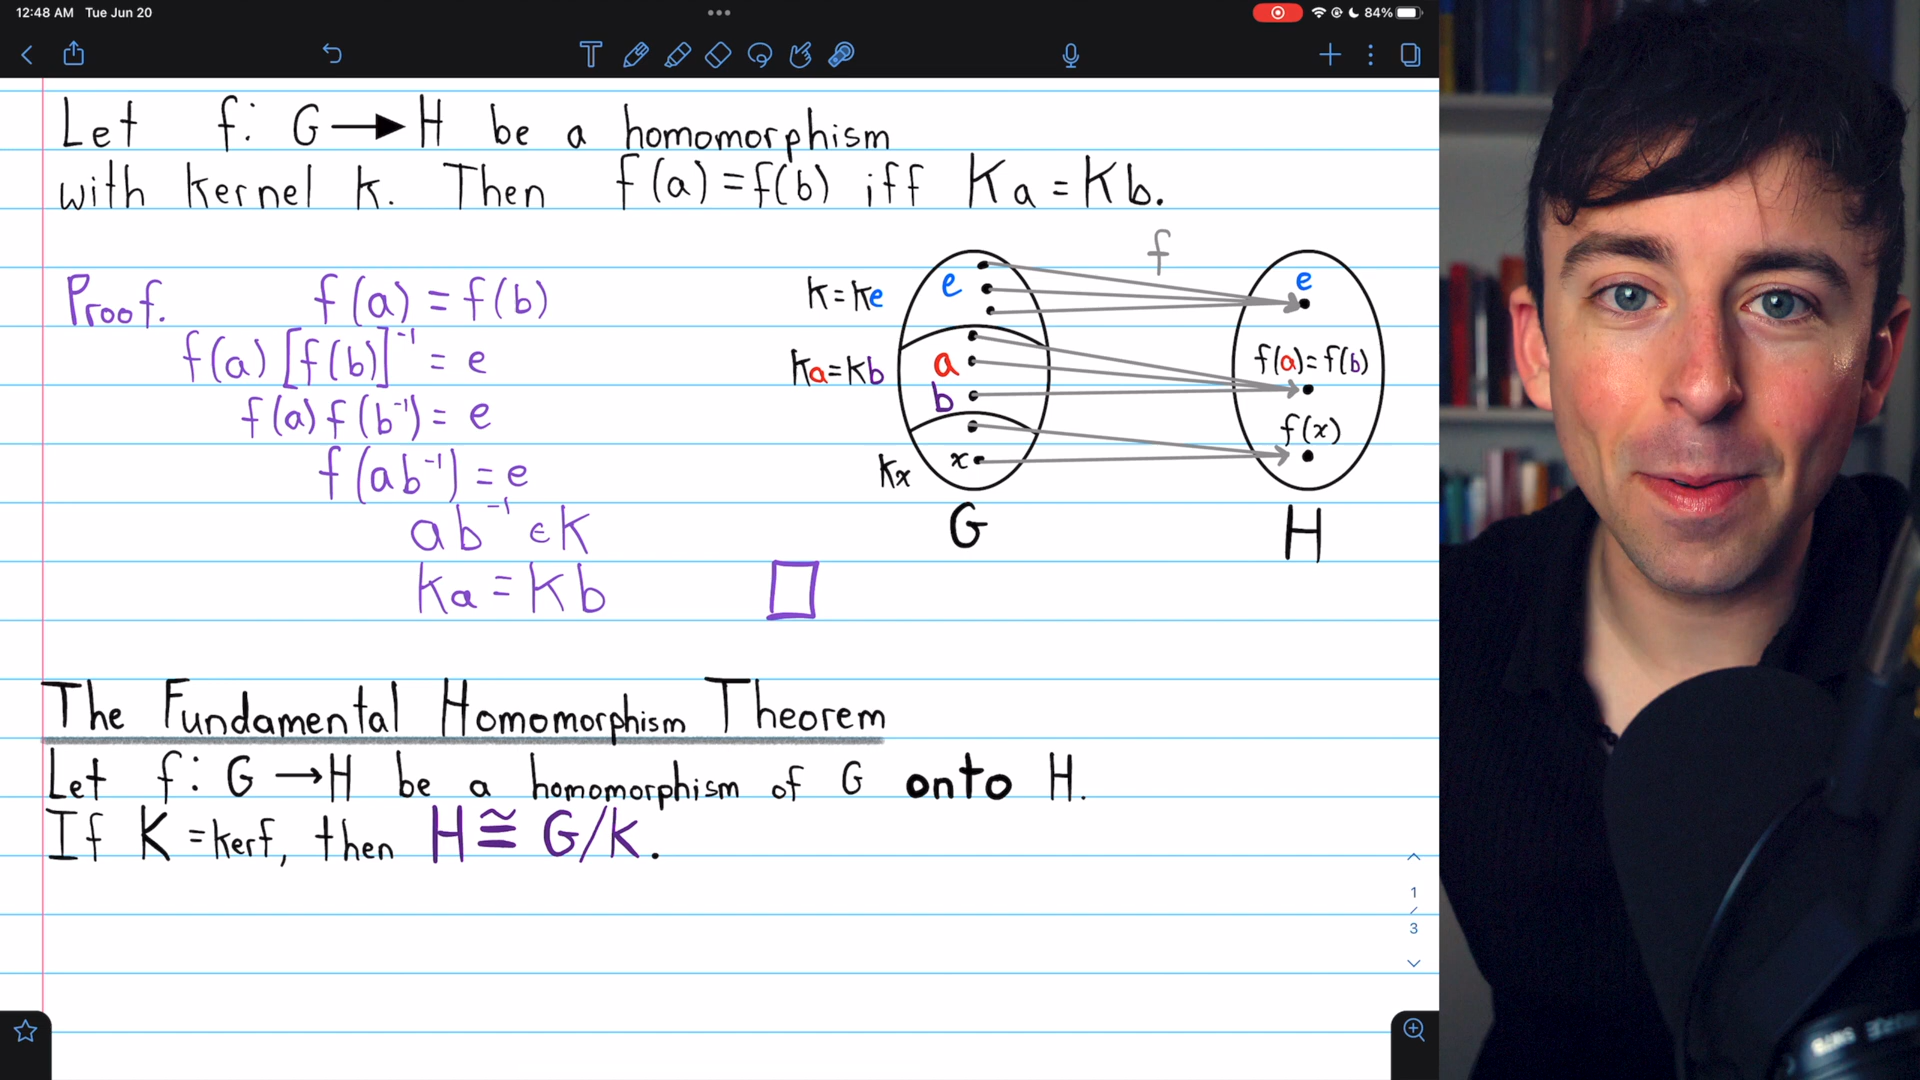 12:48 AM Tue Jun 20
84%
Let f: G→H be a homomorphism
with kernel K. Then f(a)=f(b) iff Ka=Kb.
Proof. f(a)=f(b)
f(a)[f(b)]⁻¹=e
f(a)f(b⁻¹)=e
f(ab⁻¹)=e
ab⁻¹∈K
Ka=Kb □
f
K=Ke
e
e
Ka=Kb
a
b
f(a)=f(b)
Kx
x
f(x)
G
H
The Fundamental Homomorphism Theorem
Let f: G→H be a homomorphism of G onto H.
If K=kerf, then H≅G/K.
1
/
3